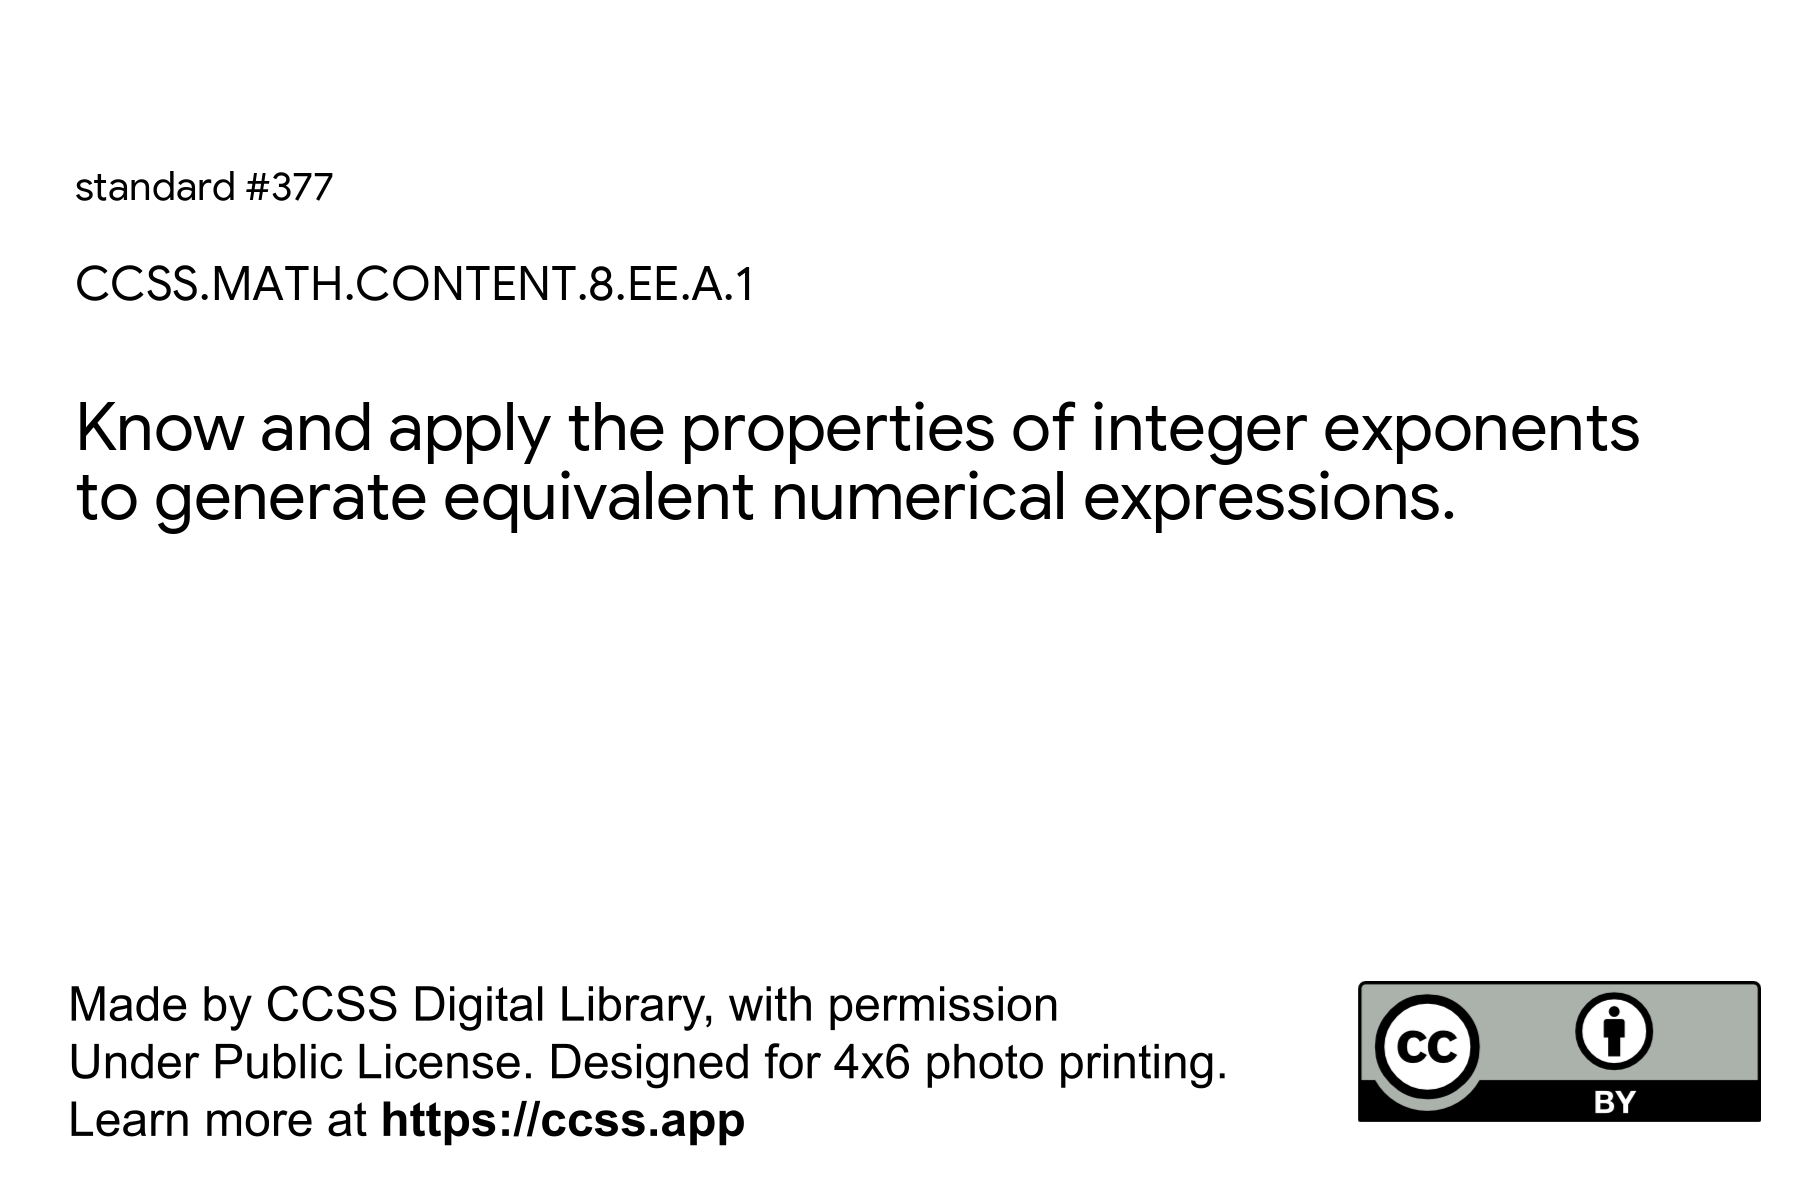 standard #377
CCSS.MATH.CONTENT.8.EE.A.1
Know and apply the properties of integer exponents
to generate equivalent numerical expressions.
Made by CCSS Digital Library, with permission
Under Public License. Designed for 4x6 photo printing.
Learn more at https://ccss.app
cc
BY